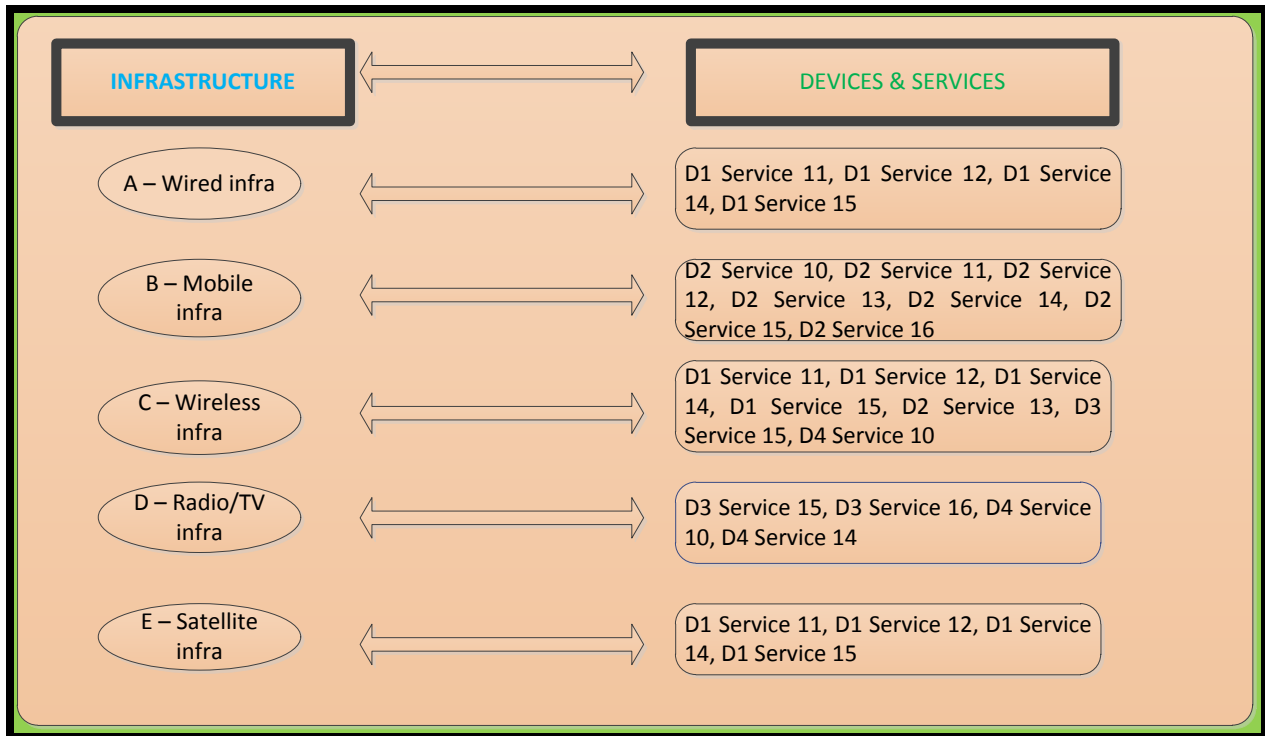 INFRASTRUCTURE
DEVICES & SERVICES
A – Wired infra
D1 Service 11, D1 Service 12, D1 Service
14, D1 Service 15
B – Mobile
infra
D2 Service 10, D2 Service 11, D2 Service
12, D2 Service 13, D2 Service 14, D2
Service 15, D2 Service 16
C – Wireless
infra
D1 Service 11, D1 Service 12, D1 Service
14, D1 Service 15, D2 Service 13, D3
Service 15, D4 Service 10
D – Radio/TV
infra
D3 Service 15, D3 Service 16, D4 Service
10, D4 Service 14
E – Satellite
infra
D1 Service 11, D1 Service 12, D1 Service
14, D1 Service 15